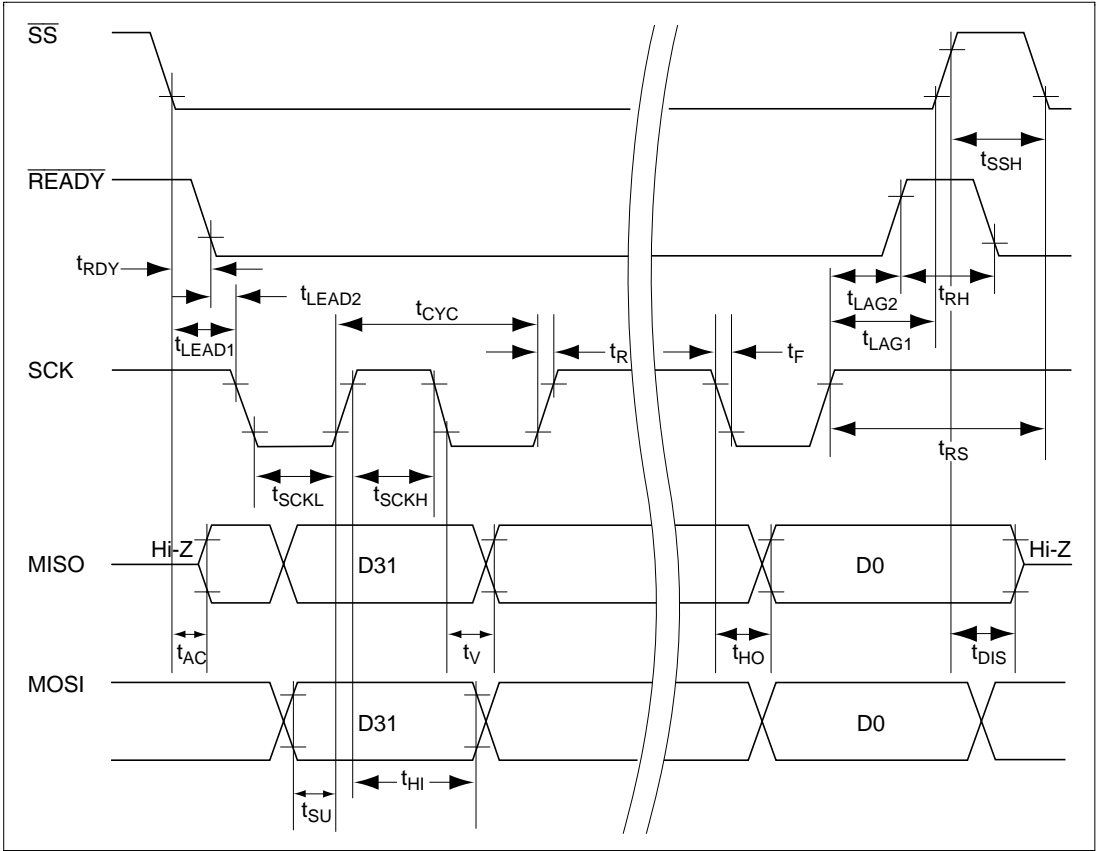 SS
tSSH
READY
tRDY
tLEAD2
tCYC
tLAG2
tRH
tLEAD1
tR
tF
tLAG1
SCK
tRS
tSCKL
tSCKH
Hi-Z
Hi-Z
MISO
D31
D0
tAC
tV
tHO
tDIS
MOSI
D31
D0
tHI
tSU